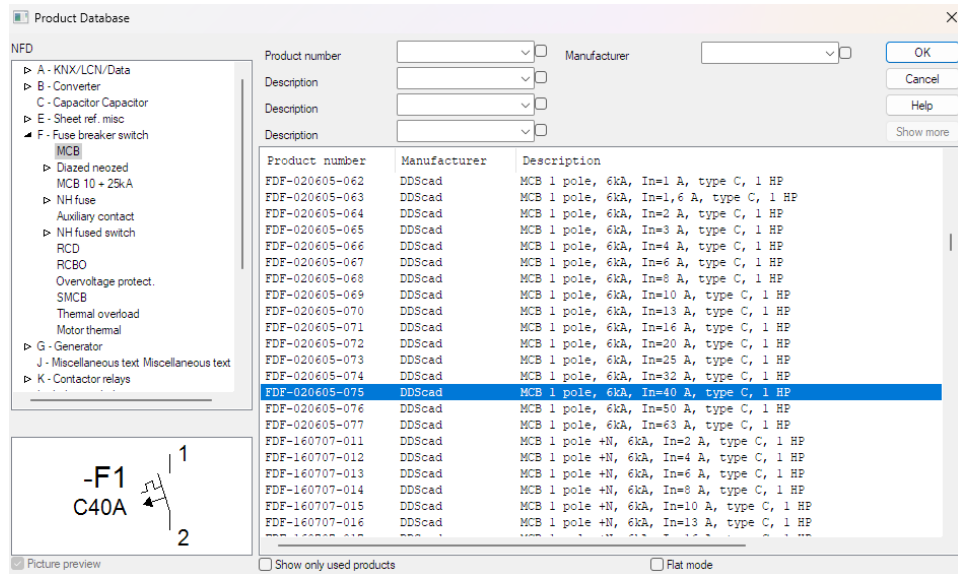 Product Database
NFD
A - KNX/LCN/Data
B - Converter
C - Capacitor Capacitor
E - Sheet ref. misc
F - Fuse breaker switch
MCB
Diazed neozed
MCB 10 + 25kA
NH fuse
Auxiliary contact
NH fused switch
RCD
RCBO
Overvoltage protect.
SMCB
Thermal overload
Motor thermal
G - Generator
J - Miscellaneous text Miscellaneous text
K - Contactor relays
-F1
C40A
1
2
Picture preview
Product number
Manufacturer
Description
Description
Description
OK
Cancel
Help
Show more
Product number Manufacturer Description
FDF-020605-062 DDScad MCB 1 pole, 6kA, In=1 A, type C, 1 HP
FDF-020605-063 DDScad MCB 1 pole, 6kA, In=1,6 A, type C, 1 HP
FDF-020605-064 DDScad MCB 1 pole, 6kA, In=2 A, type C, 1 HP
FDF-020605-065 DDScad MCB 1 pole, 6kA, In=3 A, type C, 1 HP
FDF-020605-066 DDScad MCB 1 pole, 6kA, In=4 A, type C, 1 HP
FDF-020605-067 DDScad MCB 1 pole, 6kA, In=6 A, type C, 1 HP
FDF-020605-068 DDScad MCB 1 pole, 6kA, In=8 A, type C, 1 HP
FDF-020605-069 DDScad MCB 1 pole, 6kA, In=10 A, type C, 1 HP
FDF-020605-070 DDScad MCB 1 pole, 6kA, In=13 A, type C, 1 HP
FDF-020605-071 DDScad MCB 1 pole, 6kA, In=16 A, type C, 1 HP
FDF-020605-072 DDScad MCB 1 pole, 6kA, In=20 A, type C, 1 HP
FDF-020605-073 DDScad MCB 1 pole, 6kA, In=25 A, type C, 1 HP
FDF-020605-074 DDScad MCB 1 pole, 6kA, In=32 A, type C, 1 HP
FDF-020605-075 DDScad MCB 1 pole, 6kA, In=40 A, type C, 1 HP
FDF-020605-076 DDScad MCB 1 pole, 6kA, In=50 A, type C, 1 HP
FDF-020605-077 DDScad MCB 1 pole, 6kA, In=63 A, type C, 1 HP
FDF-160707-011 DDScad MCB 1 pole +N, 6kA, In=2 A, type C, 1 HP
FDF-160707-012 DDScad MCB 1 pole +N, 6kA, In=4 A, type C, 1 HP
FDF-160707-013 DDScad MCB 1 pole +N, 6kA, In=6 A, type C, 1 HP
FDF-160707-014 DDScad MCB 1 pole +N, 6kA, In=8 A, type C, 1 HP
FDF-160707-015 DDScad MCB 1 pole +N, 6kA, In=10 A, type C, 1 HP
FDF-160707-016 DDScad MCB 1 pole +N, 6kA, In=13 A, type C, 1 HP
Show only used products
Flat mode